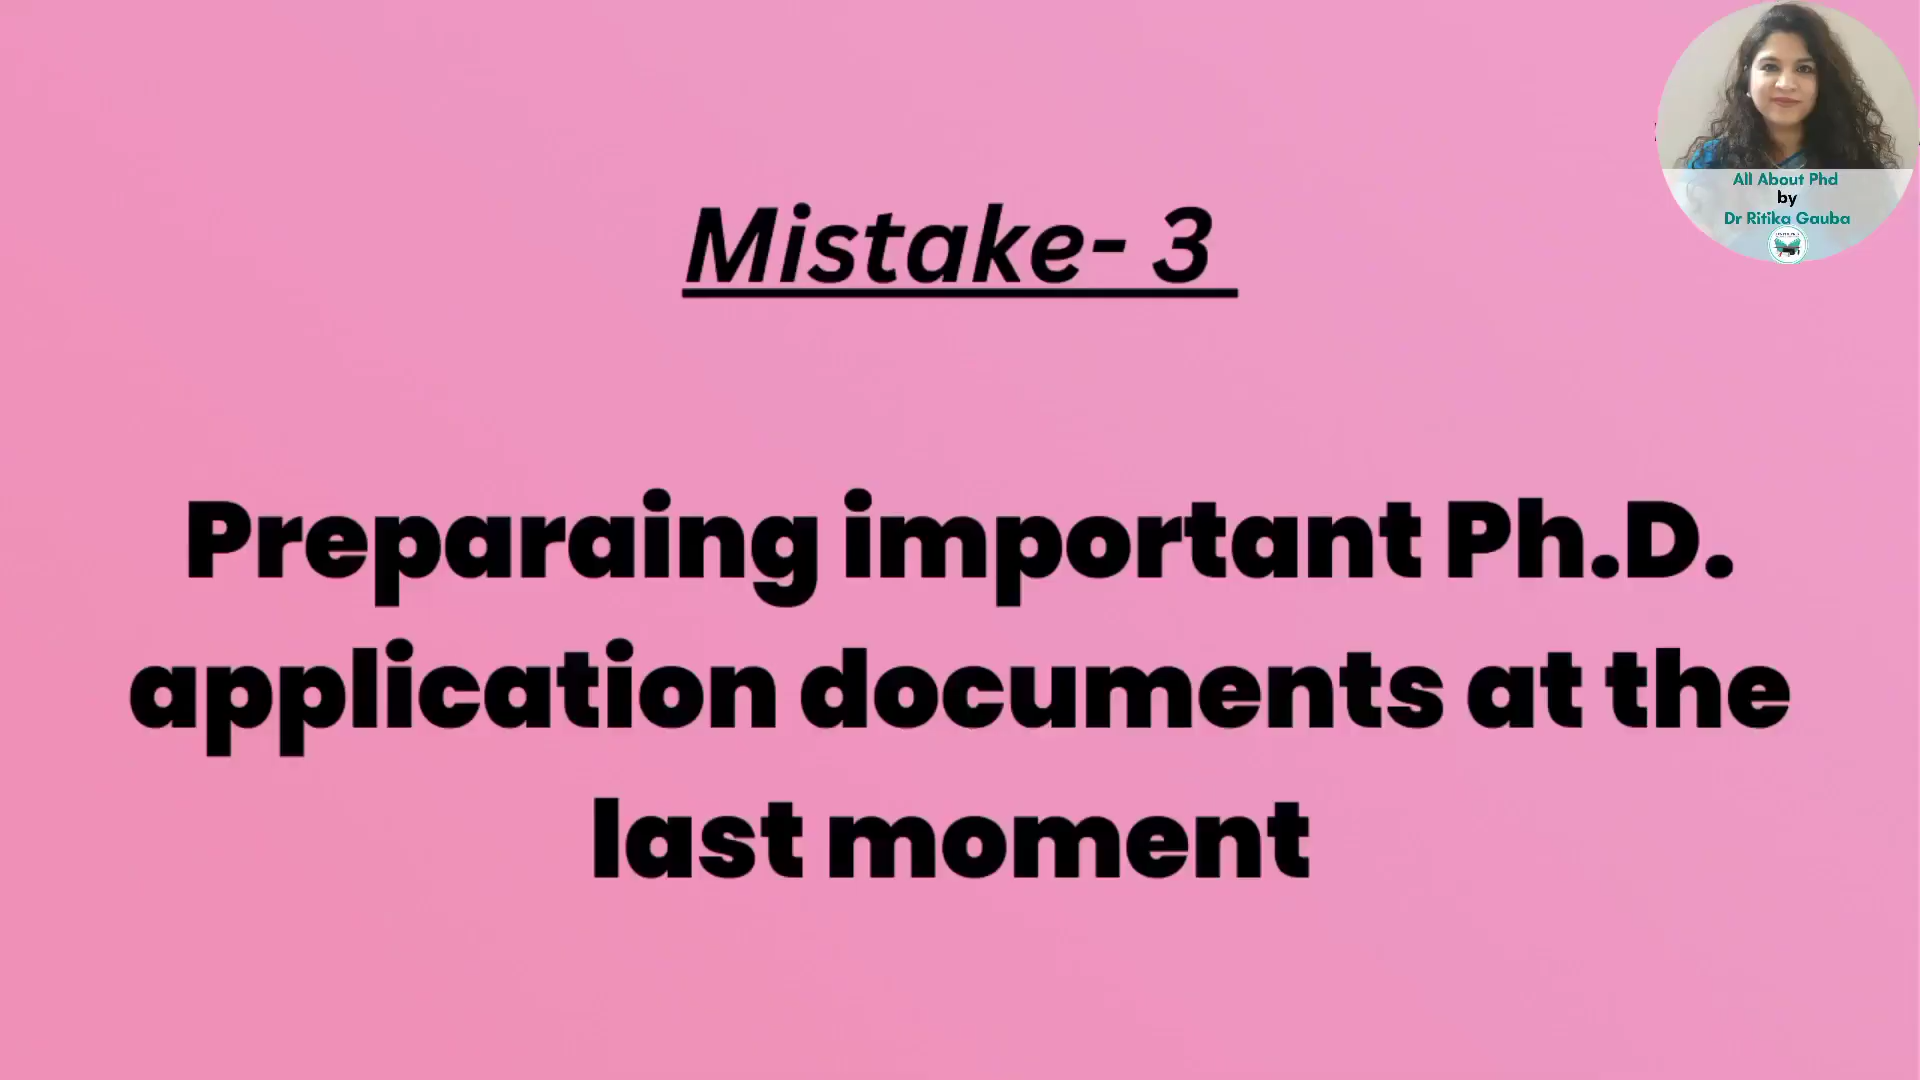 Mistake- 3
Preparaing important Ph.D.
application documents at the
last moment
All About Phd
by
Dr Ritika Gauba